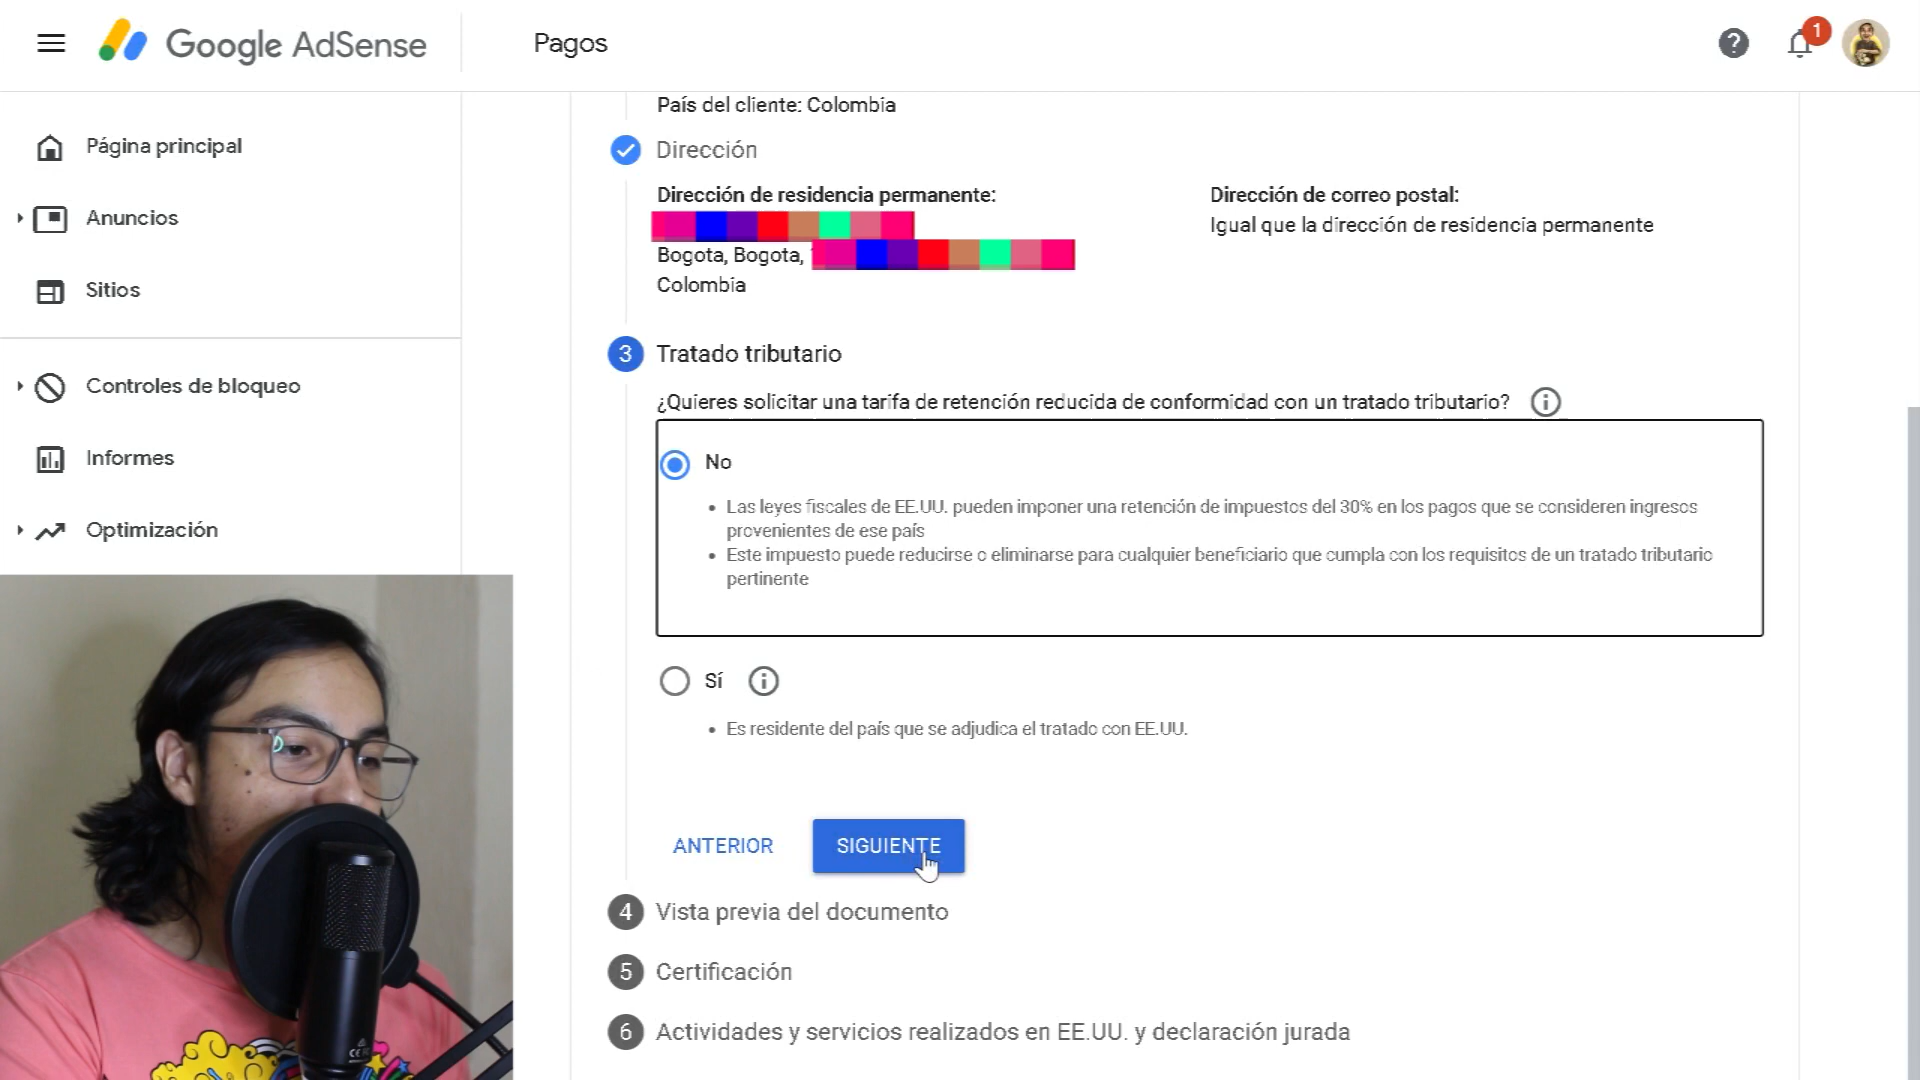 Google AdSense
Pagos
1
Página principal
Anuncios
Sitios
Controles de bloqueo
Informes
Optimización
País del cliente: Colombia
Dirección
Dirección de residencia permanente:
Bogota, Bogota,
Colombia
Dirección de correo postal:
Igual que la dirección de residencia permanente
3 Tratado tributario
¿Quieres solicitar una tarifa de retención reducida de conformidad con un tratado tributario?
No
• Las leyes fiscales de EE.UU. pueden imponer una retención de impuestos del 30% en los pagos que se consideren ingresos
provenientes de ese país
• Este impuesto puede reducirse o eliminarse para cualquier beneficiario que cumpla con los requisitos de un tratado tributario
pertinente
Sí
• Es residente del país que se adjudica el tratado con EE.UU.
ANTERIOR
SIGUIENTE
4 Vista previa del documento
5 Certificación
6 Actividades y servicios realizados en EE.UU. y declaración jurada